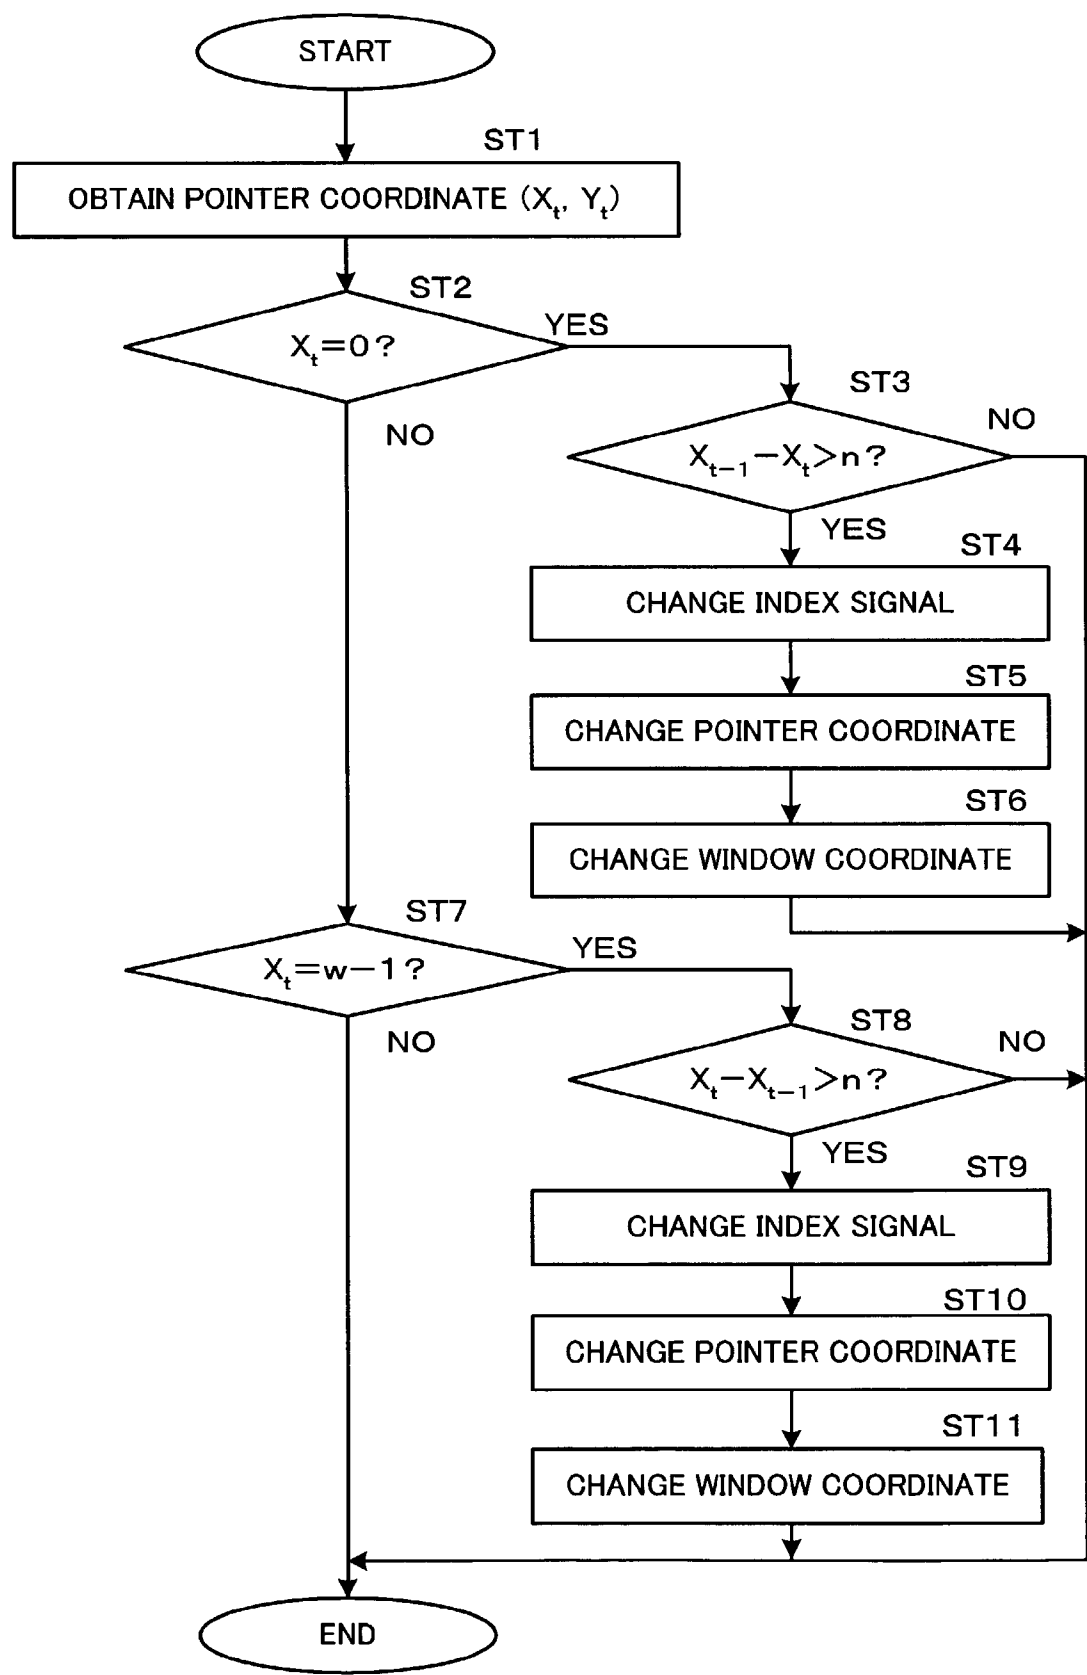 START
ST1
OBTAIN POINTER COORDINATE (Xt, Yt)
ST2
Xt=0?
YES
NO
ST3
Xt-1-Xt>n?
NO
YES
ST4
CHANGE INDEX SIGNAL
ST5
CHANGE POINTER COORDINATE
ST6
CHANGE WINDOW COORDINATE
ST7
Xt=w-1?
YES
NO
ST8
Xt-Xt-1>n?
NO
YES
ST9
CHANGE INDEX SIGNAL
ST10
CHANGE POINTER COORDINATE
ST11
CHANGE WINDOW COORDINATE
END